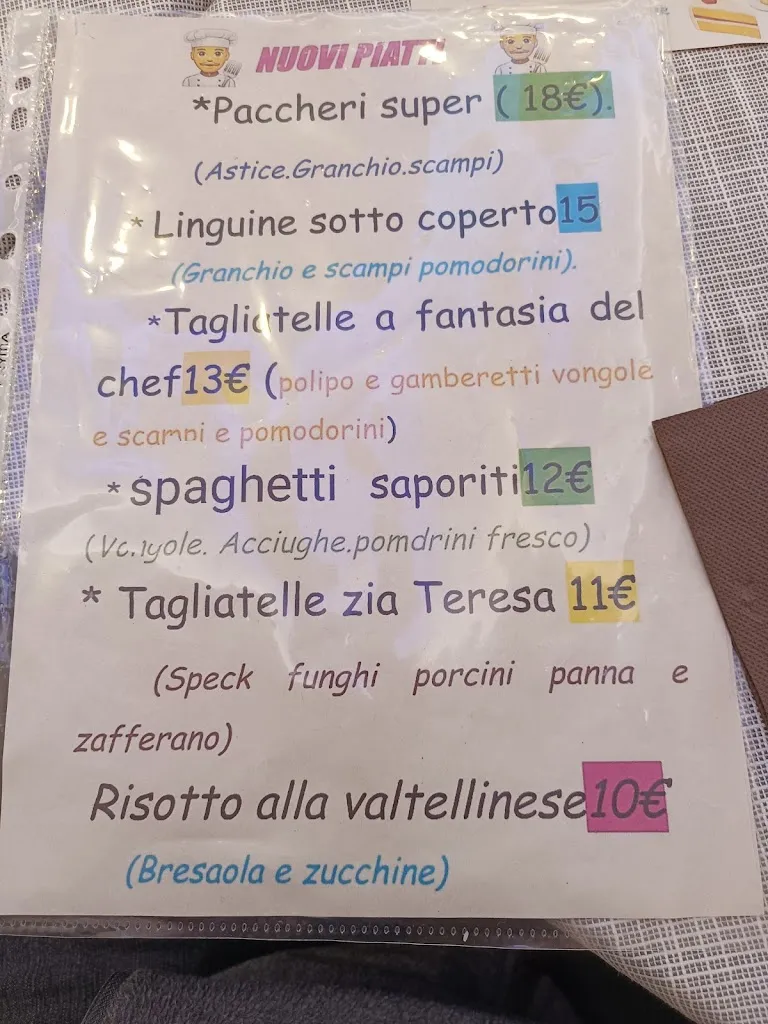 NUOVI PIATTI
*Paccheri super ( 18€).
(Astice.Granchio.scampi)
* Linguine sotto coperto15
(Granchio e scampi pomodorini).
*Tagliatelle a fantasia del
chef13€ (polipo e gamberetti vongole
e scampi e pomodorini)
*spaghetti saporiti12€
(Vongole. Acciughe.pomdrini fresco)
* Tagliatelle zia Teresa 11€
(Speck funghi porcini panna e
zafferano)
Risotto alla valtellinese10€
(Bresaola e zucchine)